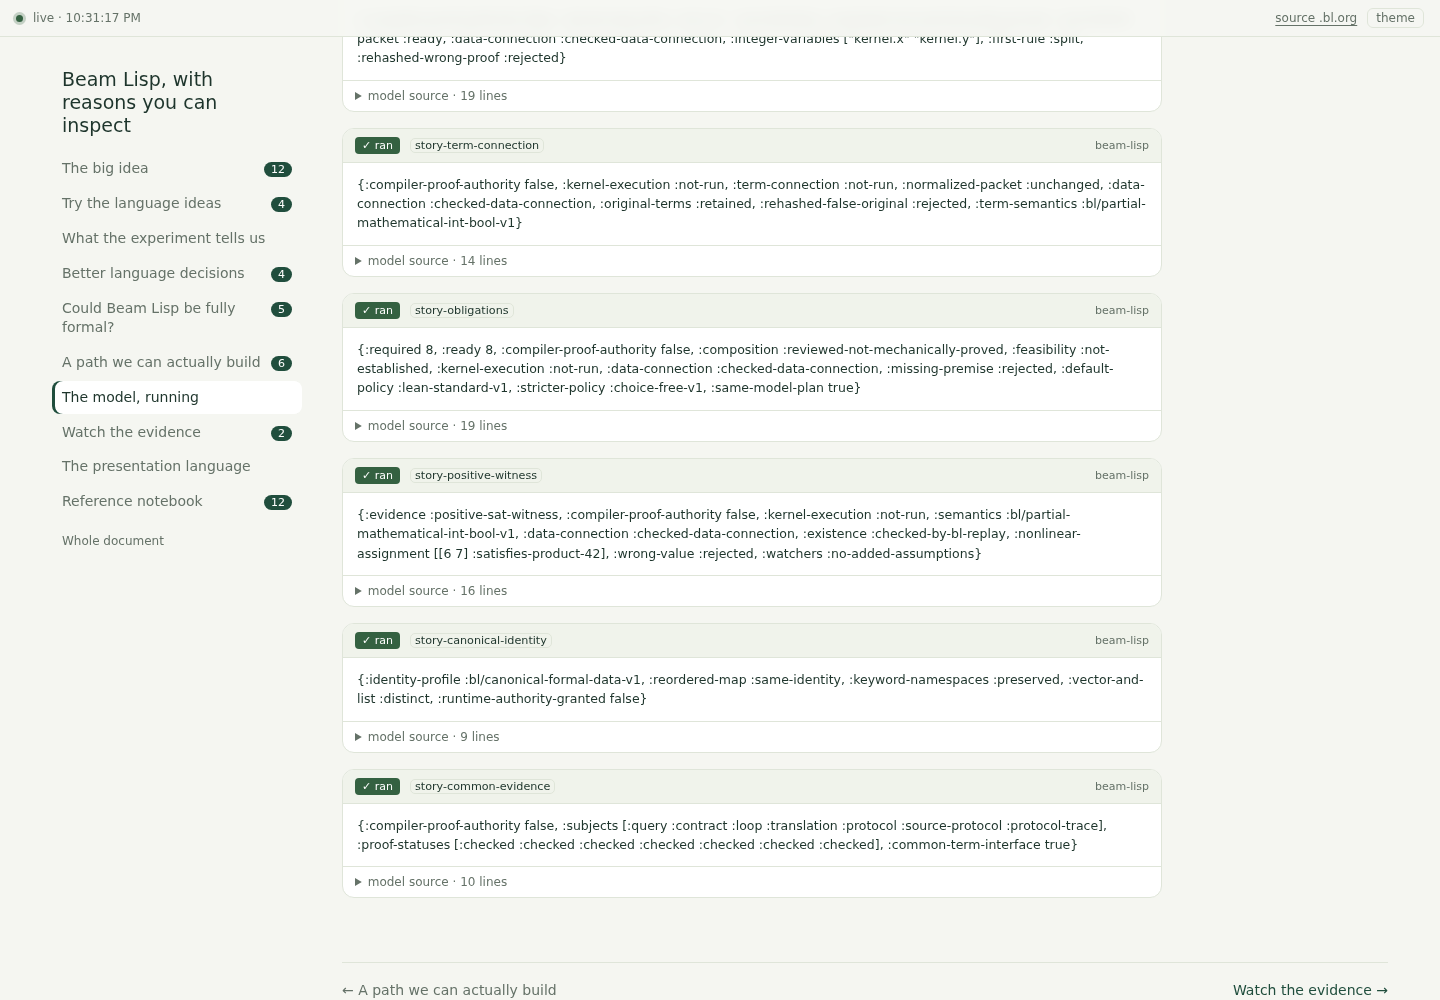 live · 10:31:17 PM
source .bl.org
theme
Beam Lisp, with
reasons you can
inspect
The big idea 12
Try the language ideas 4
What the experiment tells us
Better language decisions 4
Could Beam Lisp be fully 5
formal?
A path we can actually build 6
The model, running
Watch the evidence 2
The presentation language
Reference notebook 12
Whole document
packet :ready, :data-connection :checked-data-connection, :integer-variables ["kernel.x" "kernel.y"], :first-rule :split,
:rehashed-wrong-proof :rejected}
▶ model source · 19 lines
✓ ran story-term-connection beam-lisp
{:compiler-proof-authority false, :kernel-execution :not-run, :term-connection :not-run, :normalized-packet :unchanged, :data-
connection :checked-data-connection, :original-terms :retained, :rehashed-false-original :rejected, :term-semantics :bl/partial-
mathematical-int-bool-v1}
▶ model source · 14 lines
✓ ran story-obligations beam-lisp
{:required 8, :ready 8, :compiler-proof-authority false, :composition :reviewed-not-mechanically-proved, :feasibility :not-
established, :kernel-execution :not-run, :data-connection :checked-data-connection, :missing-premise :rejected, :default-
policy :lean-standard-v1, :stricter-policy :choice-free-v1, :same-model-plan true}
▶ model source · 19 lines
✓ ran story-positive-witness beam-lisp
{:evidence :positive-sat-witness, :compiler-proof-authority false, :kernel-execution :not-run, :semantics :bl/partial-
mathematical-int-bool-v1, :data-connection :checked-data-connection, :existence :checked-by-bl-replay, :nonlinear-
assignment [[6 7] :satisfies-product-42], :wrong-value :rejected, :watchers :no-added-assumptions}
▶ model source · 16 lines
✓ ran story-canonical-identity beam-lisp
{:identity-profile :bl/canonical-formal-data-v1, :reordered-map :same-identity, :keyword-namespaces :preserved, :vector-and-
list :distinct, :runtime-authority-granted false}
▶ model source · 9 lines
✓ ran story-common-evidence beam-lisp
{:compiler-proof-authority false, :subjects [:query :contract :loop :translation :protocol :source-protocol :protocol-trace],
:proof-statuses [:checked :checked :checked :checked :checked :checked :checked], :common-term-interface true}
▶ model source · 10 lines
← A path we can actually build
Watch the evidence →